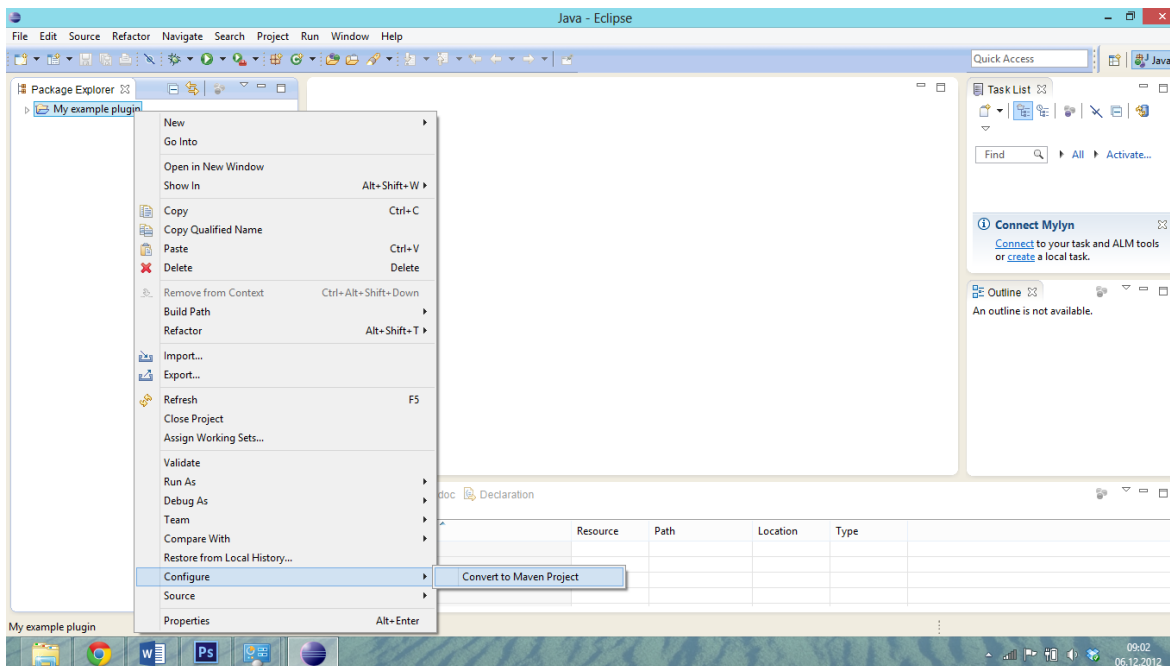 Java - Eclipse
File Edit Source Refactor Navigate Search Project Run Window Help
Quick Access
Java
Package Explorer
My example plugin
New
Go Into
Open in New Window
Show In Alt+Shift+W
Copy Ctrl+C
Copy Qualified Name
Paste Ctrl+V
Delete Delete
Remove from Context Ctrl+Alt+Shift+Down
Build Path
Refactor Alt+Shift+T
Import...
Export...
Refresh F5
Close Project
Assign Working Sets...
Validate
Run As
Debug As
Team
Compare With
Restore from Local History...
Configure
Source
Properties Alt+Enter
Convert to Maven Project
Task List
Find All Activate...
Connect Mylyn
Connect to your task and ALM tools
or create a local task.
Outline
An outline is not available.
doc Declaration
Resource Path Location Type
My example plugin
W Ps
09:02
06.12.2012